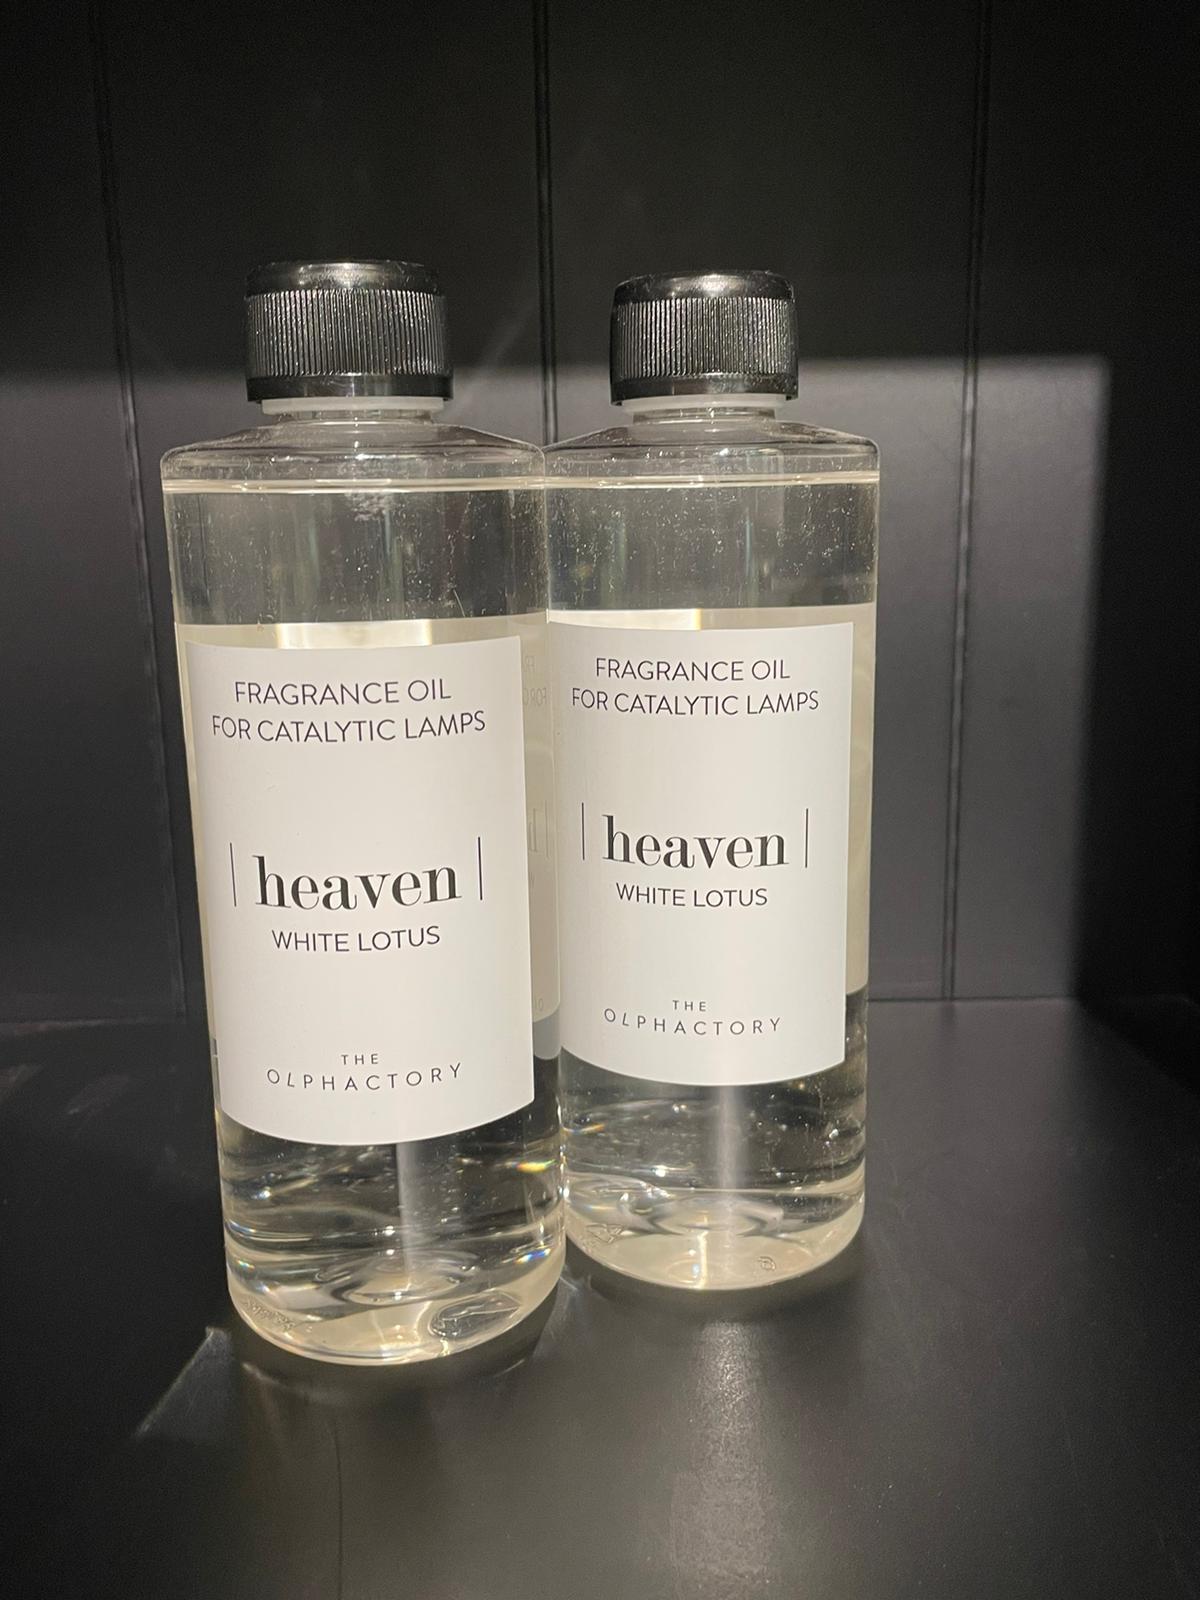 FRAGRANCE OIL
FOR CATALYTIC LAMPS
| heaven |
WHITE LOTUS
THE
OLPHACTORY
FRAGRANCE OIL
FOR CATALYTIC LAMPS
| heaven |
WHITE LOTUS
THE
OLPHACTORY